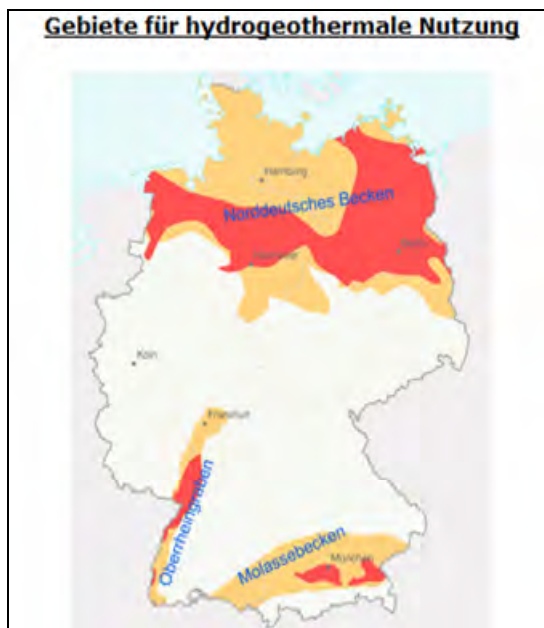 Gebiete für hydrogeothermale Nutzung
Hamburg
Norddeutsches Becken
Hannover
Berlin
Köln
Frankfurt
Oberrheingraben
Molassebecken
München